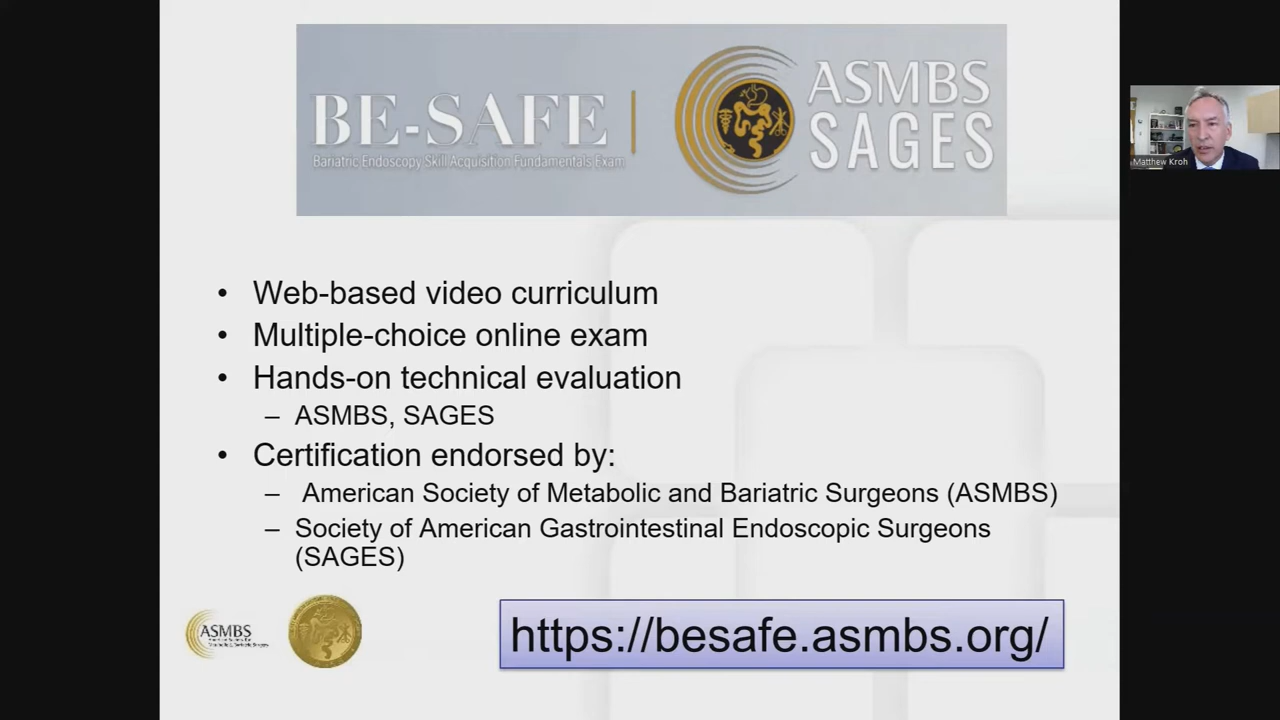 BE-SAFE
Bariatric Endoscopy Skill Acquisition Fundamentals Exam
ASMBS
SAGES
Matthew Kroh
• Web-based video curriculum
• Multiple-choice online exam
• Hands-on technical evaluation
– ASMBS, SAGES
• Certification endorsed by:
– American Society of Metabolic and Bariatric Surgeons (ASMBS)
– Society of American Gastrointestinal Endoscopic Surgeons
(SAGES)
ASMBS
https://besafe.asmbs.org/